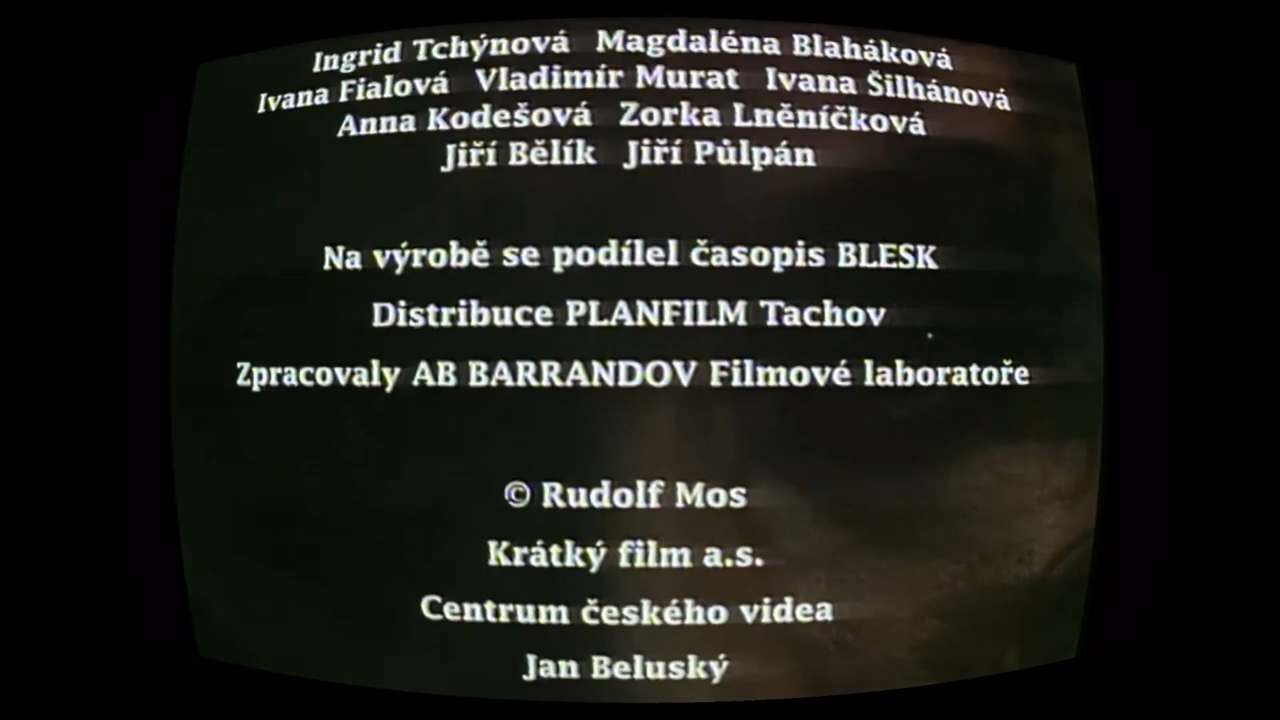 Ingrid Tchýnová Magdaléna Blaháková
Ivana Fialová Vladimír Murat Ivana Šilhánová
Anna Kodešová Zorka Lněníčková
Jiří Bělík Jiří Půlpán
Na výrobě se podílel časopis BLESK
Distribuce PLANFILM Tachov
Zpracovaly AB BARRANDOV Filmové laboratoře
© Rudolf Mos
Krátký film a.s.
Centrum českého videa
Jan Beluský